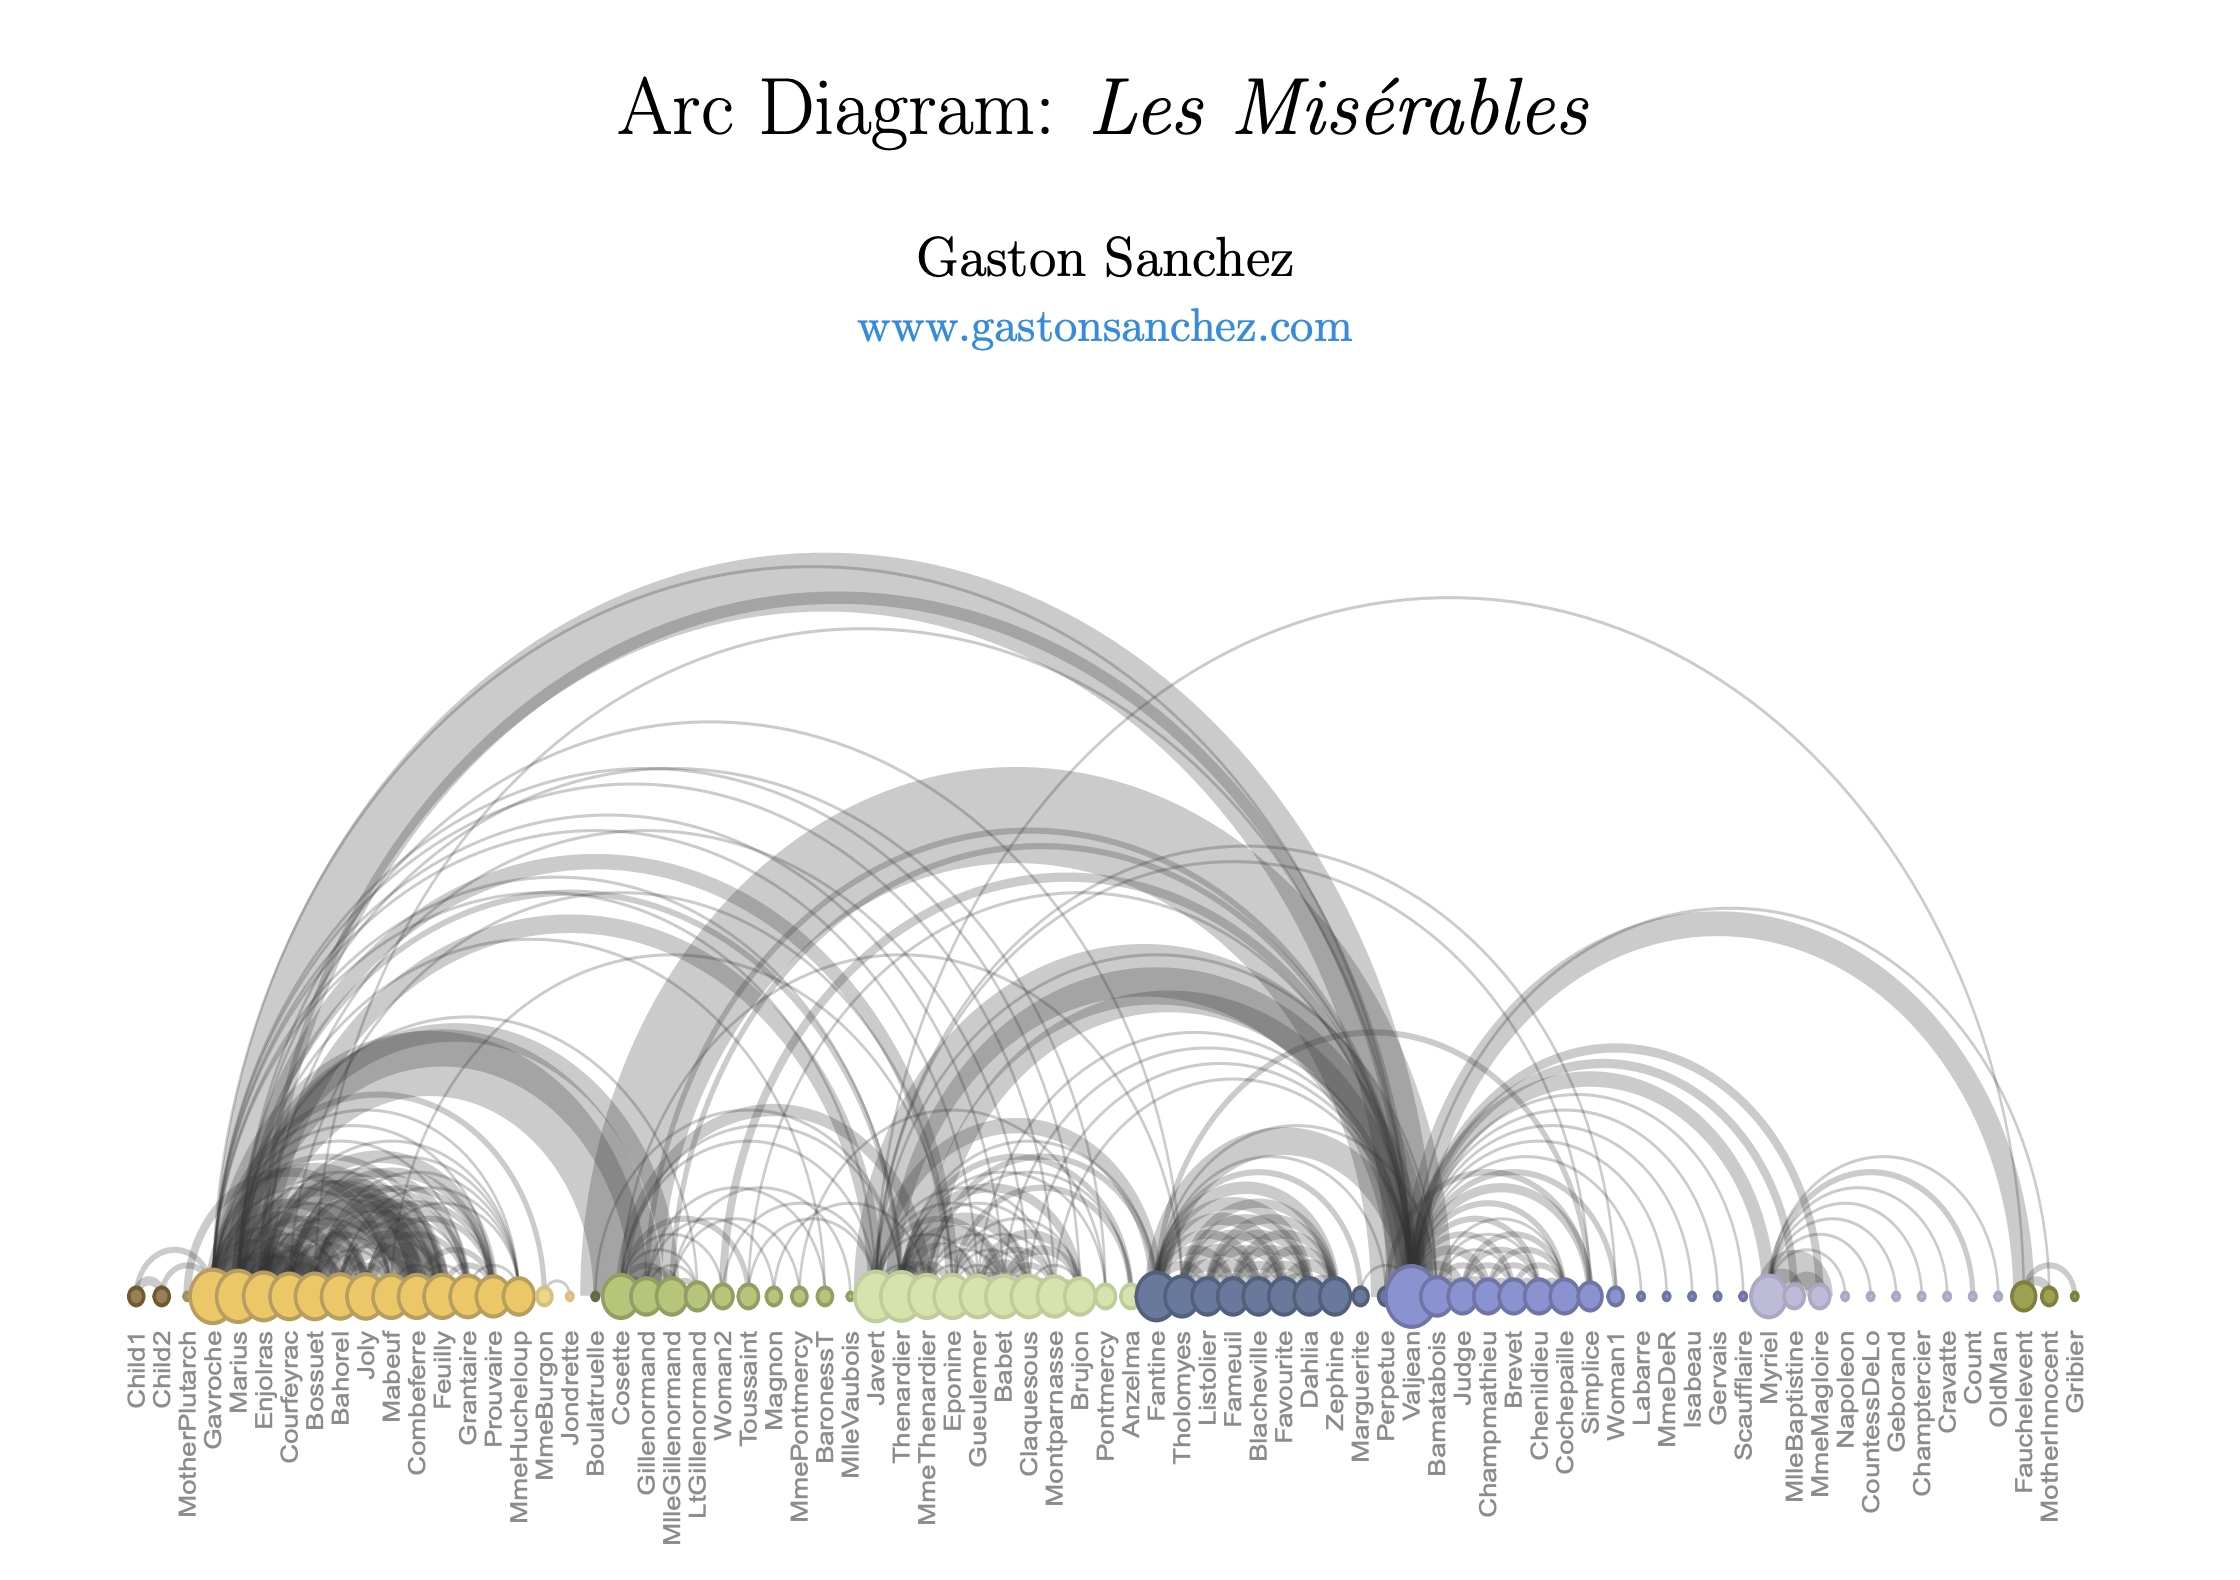 Arc Diagram: Les Misérables
Gaston Sanchez
www.gastonsanchez.com
Child1
Child2
MotherPlutarch
Gavroche
Marius
Enjolras
Courfeyrac
Bossuet
Bahorel
Joly
Mabeuf
Combeferre
Feuilly
Grantaire
Prouvaire
MmeHucheloup
MmeBurgon
Jondrette
Boulatruelle
Cosette
Gillenormand
MlleGillenormand
LtGillenormand
Woman2
Toussaint
Magnon
MmePontmercy
BaronessT
MlleVaubois
Javert
Thenardier
MmeThenardier
Eponine
Gueulemer
Babet
Claquesous
Montparnasse
Brujon
Pontmercy
Anzelma
Fantine
Tholomyes
Listolier
Fameuil
Blacheville
Favourite
Dahlia
Zephine
Marguerite
Perpetue
Valjean
Bamatabois
Judge
Champmathieu
Brevet
Chenildieu
Cochepaille
Simplice
Woman1
Labarre
MmeDeR
Isabeau
Gervais
Scaufflaire
Myriel
MlleBaptistine
MmeMagloire
Napoleon
CountessDeLo
Geborand
Champtercier
Cravatte
Count
OldMan
Fauchelevent
MotherInnocent
Gribier